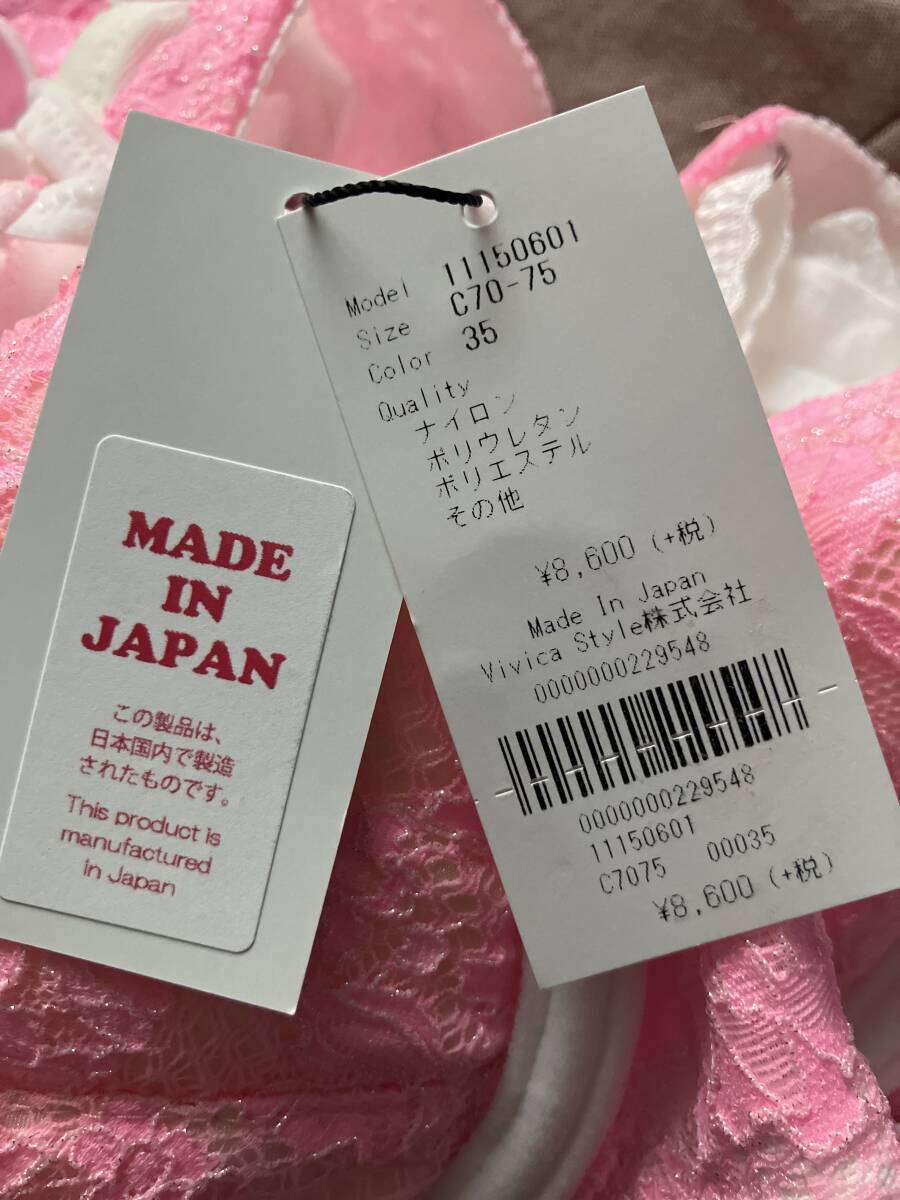 MADE
IN
JAPAN
この製品は、
日本国内で製造
されたものです。
This product is
manufactured
in Japan
Model 11150601
Size C70-75
Color 35
Quality
ナイロン
ポリウレタン
ポリエステル
その他
¥8,600 (+税)
Made In Japan
Vivica Style株式会社
0000000229548
0000000229548
11150601
C7075 00035
¥8,600 (+税)